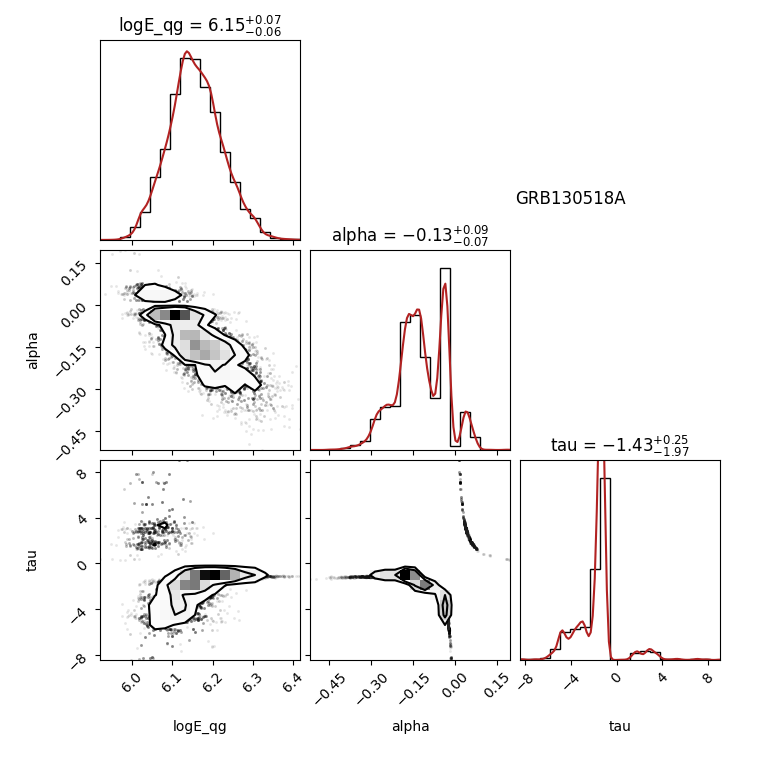 logE_qg = 6.15+0.07−0.06
GRB130518A
alpha = −0.13+0.09−0.07
0.15
0.00
−0.15
−0.30
−0.45
alpha
tau = −1.43+0.25−1.97
8
4
0
−4
−8
tau
6.0 6.1 6.2 6.3 6.4
−0.45 −0.30 −0.15 0.00 0.15
−8 −4 0 4 8
logE_qg alpha tau